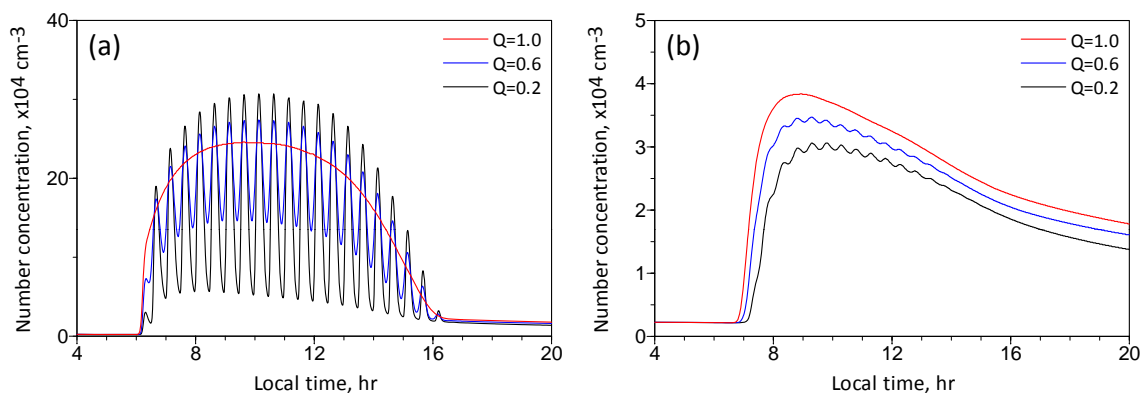 (a)
Q=1.0
Q=0.6
Q=0.2
Number concentration, x10⁴ cm⁻³
40
20
0
4 8 12 16 20
Local time, hr
(b)
Q=1.0
Q=0.6
Q=0.2
Number concentration, x10⁴ cm⁻³
5
4
3
2
1
0
4 8 12 16 20
Local time, hr